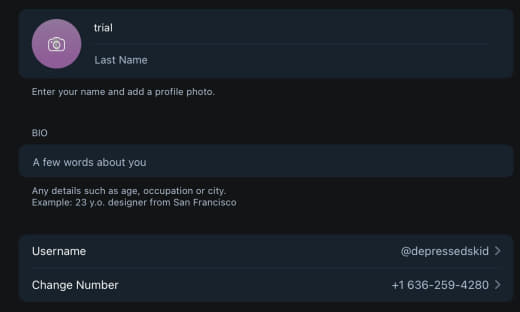 trial
Last Name
Enter your name and add a profile photo.
BIO
A few words about you
Any details such as age, occupation or city.
Example: 23 y.o. designer from San Francisco
Username @depressedskid
Change Number +1 636-259-4280